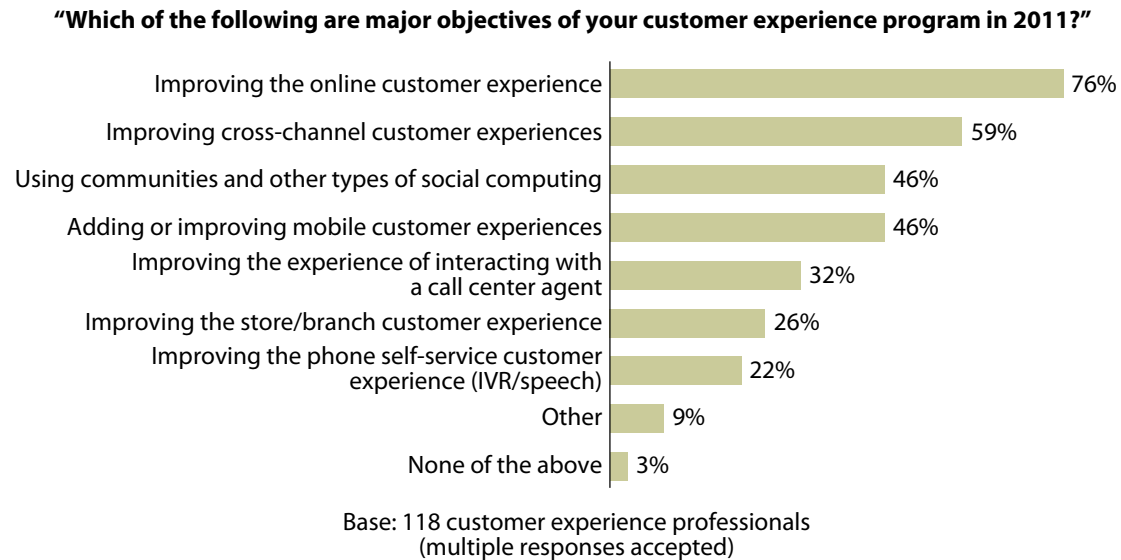 “Which of the following are major objectives of your customer experience program in 2011?”
Improving the online customer experience 76%
Improving cross-channel customer experiences 59%
Using communities and other types of social computing 46%
Adding or improving mobile customer experiences 46%
Improving the experience of interacting with
a call center agent 32%
Improving the store/branch customer experience 26%
Improving the phone self-service customer
experience (IVR/speech) 22%
Other 9%
None of the above 3%
Base: 118 customer experience professionals
(multiple responses accepted)